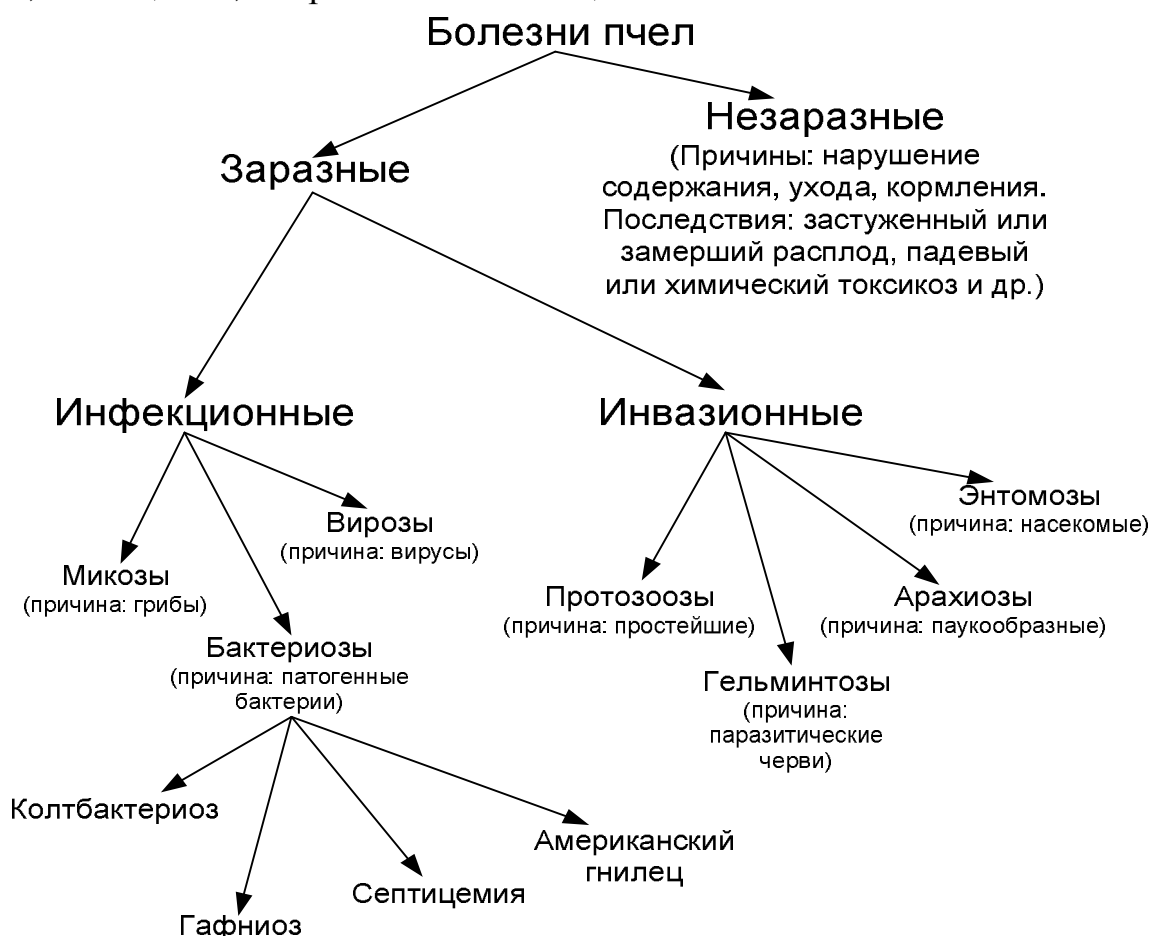 Болезни пчел
Незаразные
(Причины: нарушение
содержания, ухода, кормления.
Последствия: застуженный или
замерший расплод, падевый
или химический токсикоз и др.)
Заразные
Инфекционные
Инвазионные
Вирозы
(причина: вирусы)
Микозы
(причина: грибы)
Бактериозы
(причина: патогенные
бактерии)
Энтомозы
(причина: насекомые)
Протозоозы
(причина: простейшие)
Арахиозы
(причина: паукообразные)
Гельминтозы
(причина:
паразитические
черви)
Колтбактериоз
Гафниоз
Септицемия
Американский
гнилец